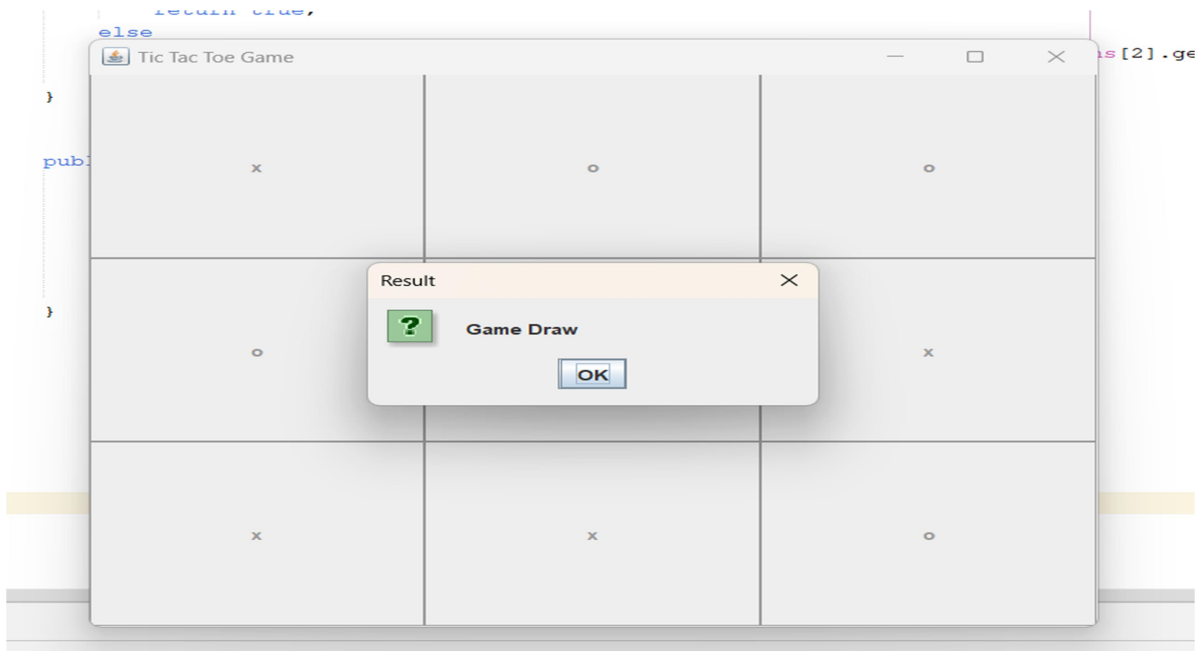 return true;
else
Tic Tac Toe Game
s[2].ge
}
publ
x o o
Result
? Game Draw
}
o x
OK
x x o